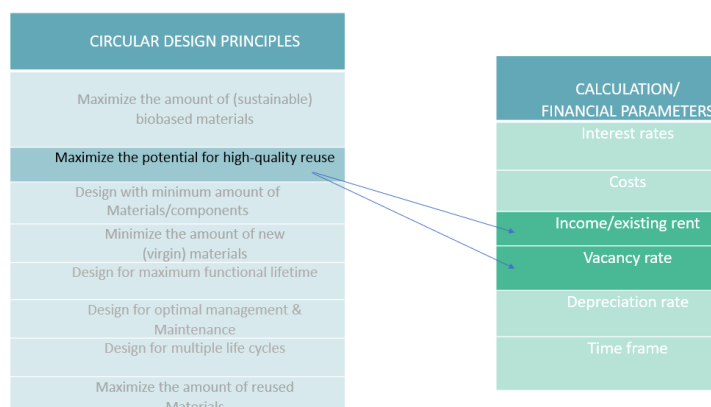 CIRCULAR DESIGN PRINCIPLES
Maximize the amount of (sustainable)
biobased materials
Maximize the potential for high-quality reuse
Design with minimum amount of
Materials/components
Minimize the amount of new
(virgin) materials
Design for maximum functional lifetime
Design for optimal management &
Maintenance
Design for multiple life cycles
Maximize the amount of reused
Materials
CALCULATION/
FINANCIAL PARAMETERS
Interest rates
Costs
Income/existing rent
Vacancy rate
Depreciation rate
Time frame